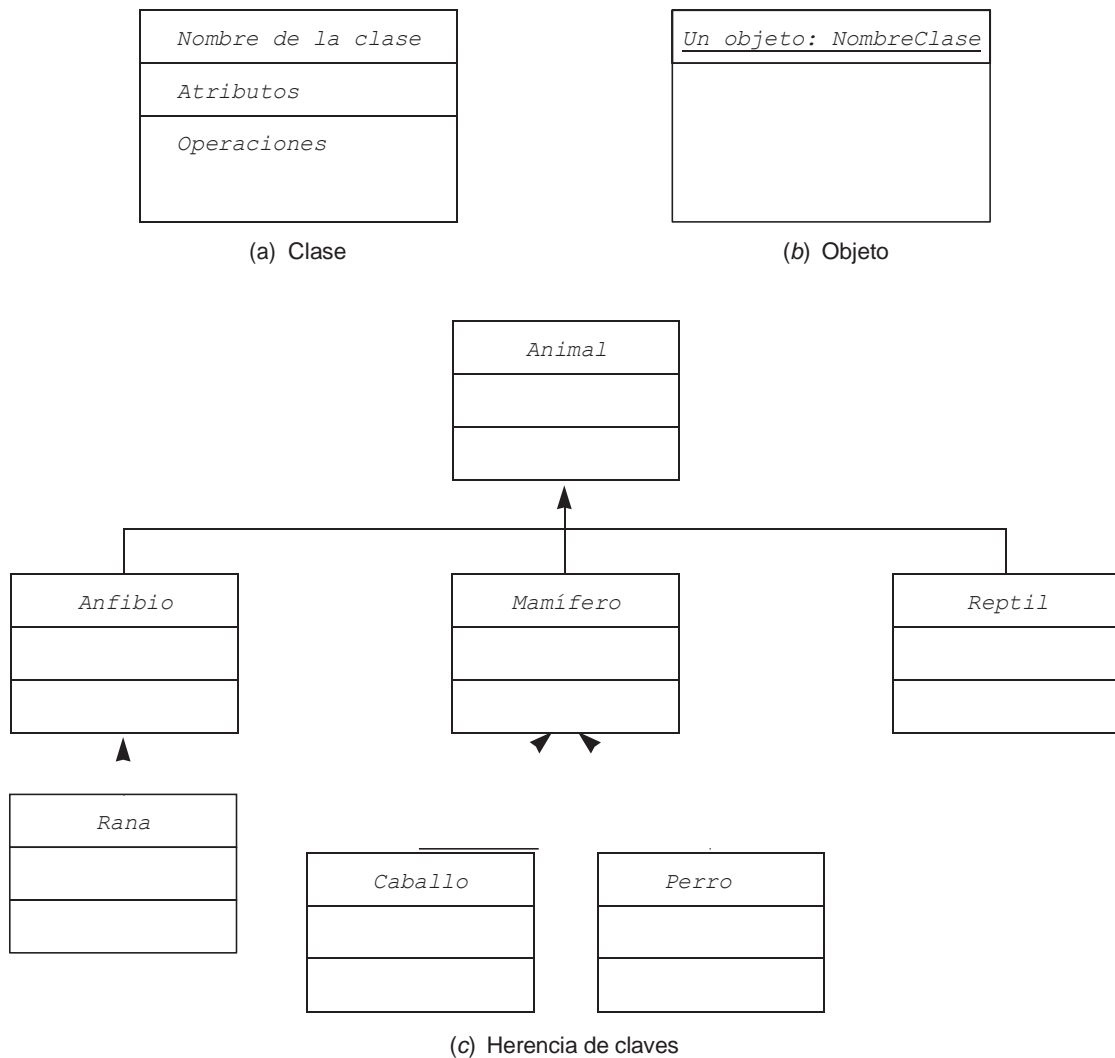 Nombre de la clase
Atributos
Operaciones
(a) Clase
Un objeto: NombreClase
(b) Objeto
Animal
Anfibio
Mamífero
Reptil
Rana
Caballo
Perro
(c) Herencia de claves